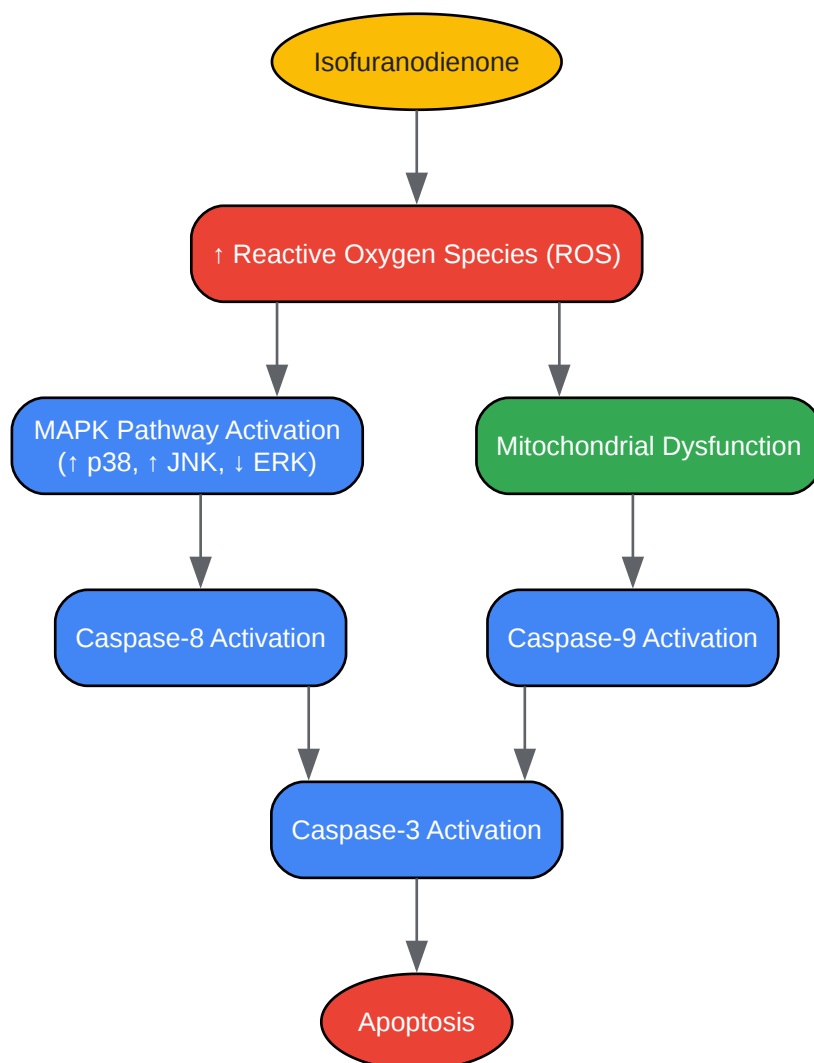 Isofuranodienone
↑ Reactive Oxygen Species (ROS)
MAPK Pathway Activation
(↑ p38, ↑ JNK, ↓ ERK)
Mitochondrial Dysfunction
Caspase-8 Activation
Caspase-9 Activation
Caspase-3 Activation
Apoptosis